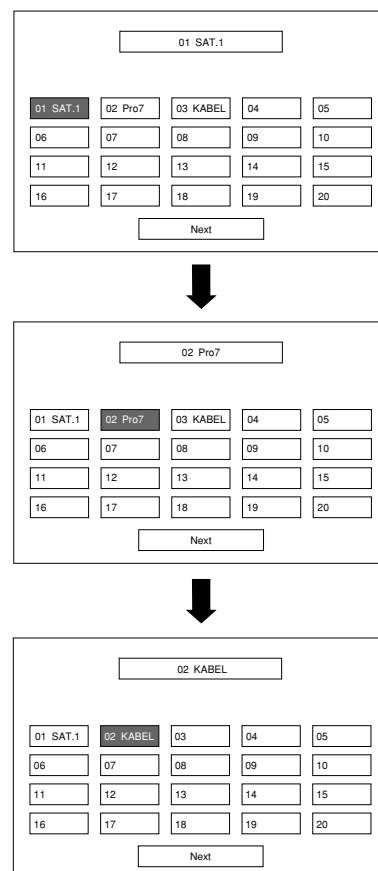 01 SAT.1
01 SAT.1 02 Pro7 03 KABEL 04 05
06 07 08 09 10
11 12 13 14 15
16 17 18 19 20
Next
02 Pro7
01 SAT.1 02 Pro7 03 KABEL 04 05
06 07 08 09 10
11 12 13 14 15
16 17 18 19 20
Next
02 KABEL
01 SAT.1 02 KABEL 03 04 05
06 07 08 09 10
11 12 13 14 15
16 17 18 19 20
Next